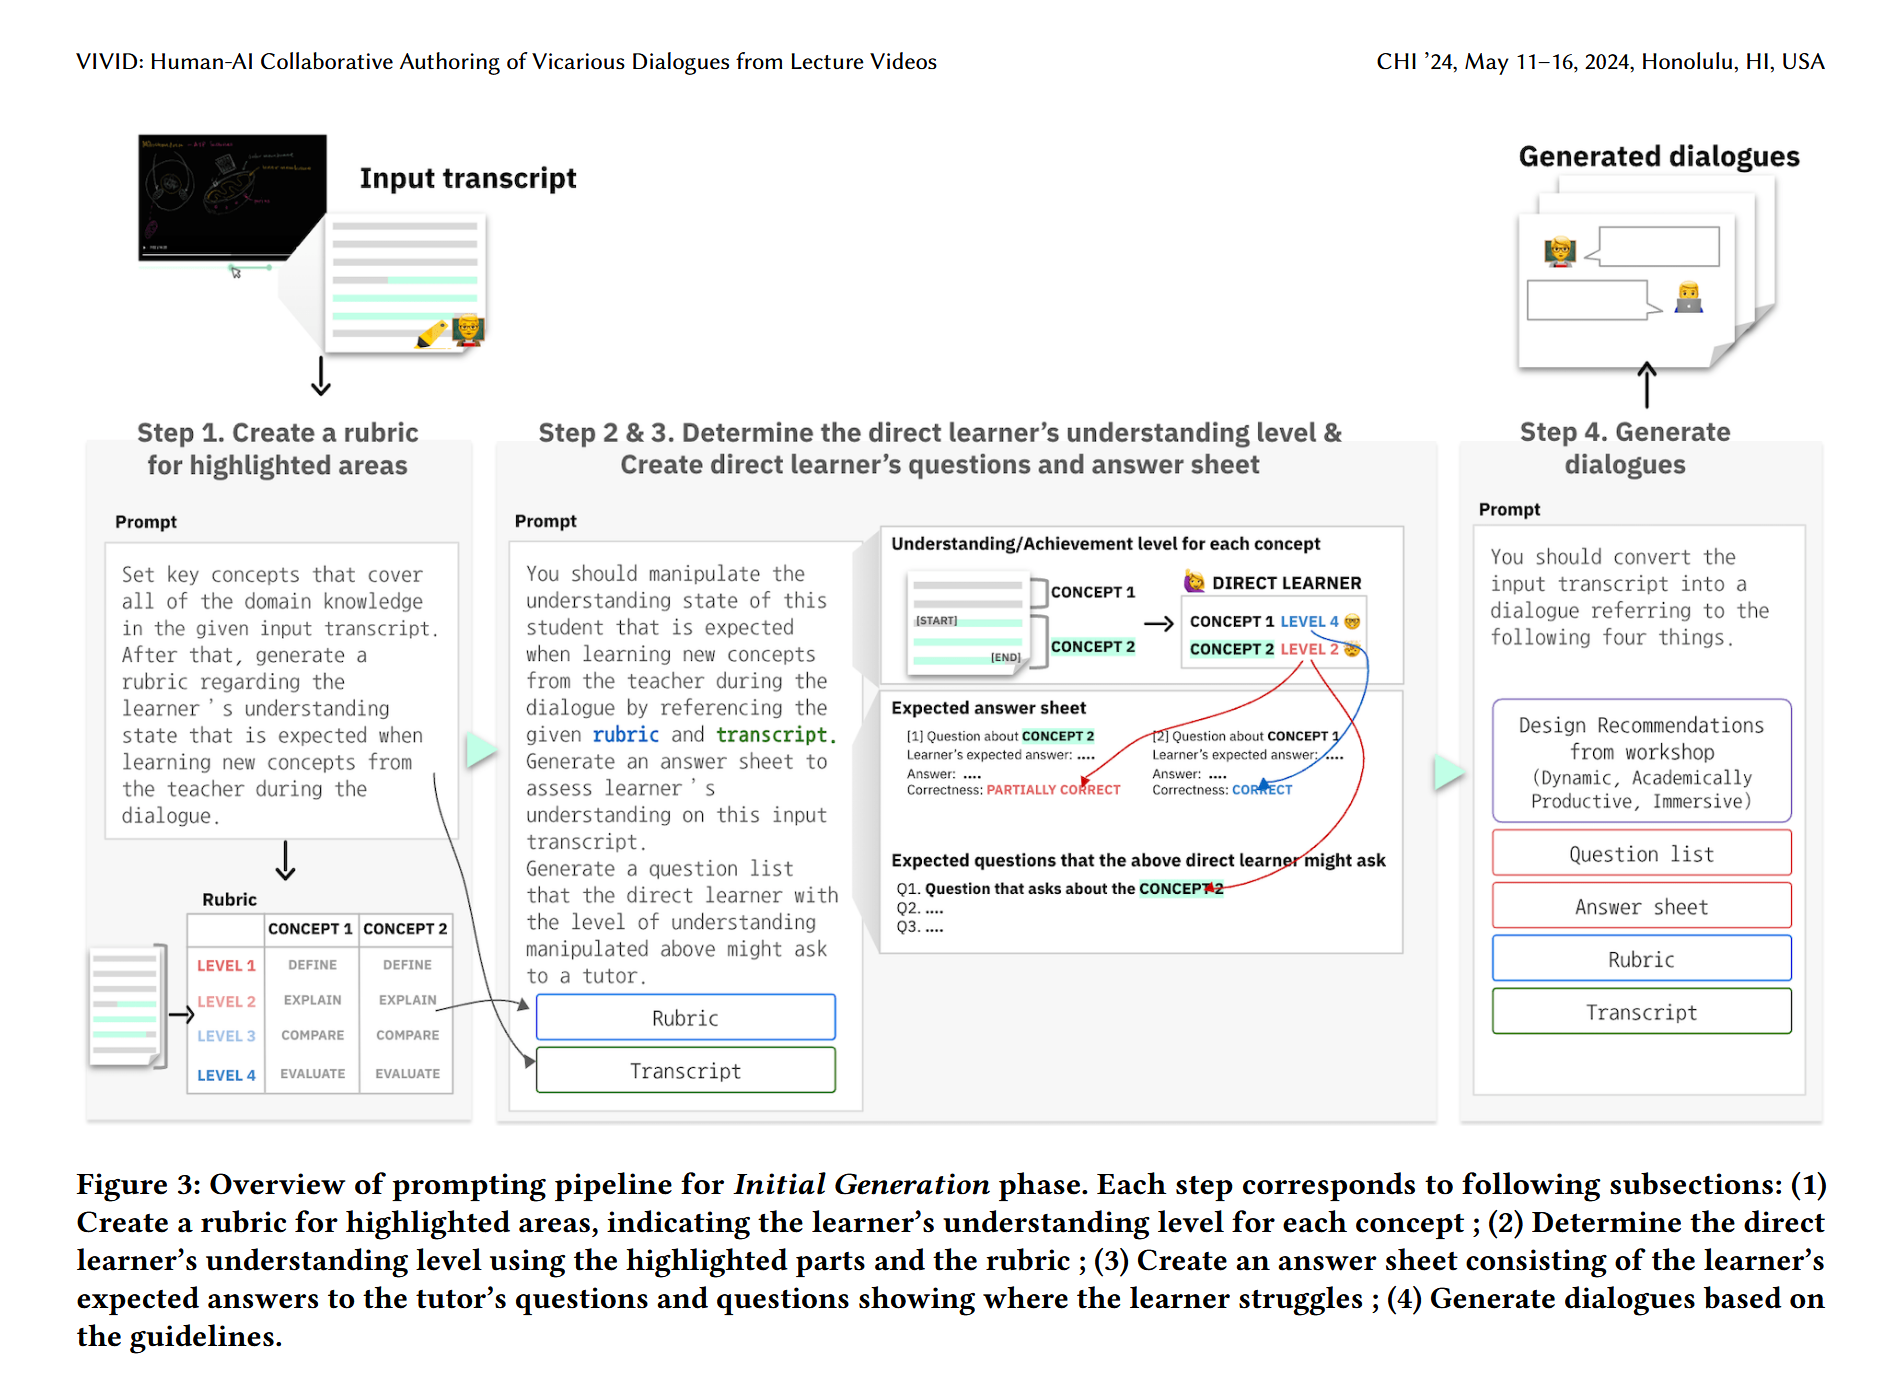 VIVID: Human-AI Collaborative Authoring of Vicarious Dialogues from Lecture Videos
CHI ’24, May 11–16, 2024, Honolulu, HI, USA
Input transcript
Generated dialogues
Step 1. Create a rubric
for highlighted areas
Prompt
Set key concepts that cover
all of the domain knowledge
in the given input transcript.
After that, generate a
rubric regarding the
learner’s understanding
state that is expected when
learning new concepts from
the teacher during the
dialogue.
Rubric
CONCEPT 1 CONCEPT 2
LEVEL 1 DEFINE DEFINE
LEVEL 2 EXPLAIN EXPLAIN
LEVEL 3 COMPARE COMPARE
LEVEL 4 EVALUATE EVALUATE
Step 2 & 3. Determine the direct learner’s understanding level &
Create direct learner’s questions and answer sheet
Prompt
You should manipulate the
understanding state of this
student that is expected
when learning new concepts
from the teacher during the
dialogue by referencing the
given rubric and transcript.
Generate an answer sheet to
assess learner’s
understanding on this input
transcript.
Generate a question list
that the direct learner with
the level of understanding
manipulated above might ask
to a tutor.
Rubric
Transcript
Understanding/Achievement level for each concept
[START]
[END]
CONCEPT 1
CONCEPT 2
DIRECT LEARNER
CONCEPT 1 LEVEL 4
CONCEPT 2 LEVEL 2
Expected answer sheet
[1] Question about CONCEPT 2
Learner’s expected answer: ....
Answer: ....
Correctness: PARTIALLY CORRECT
[2] Question about CONCEPT 1
Learner’s expected answer: ....
Answer: ....
Correctness: CORRECT
Expected questions that the above direct learner might ask
Q1. Question that asks about the CONCEPT 2
Q2. ....
Q3. ....
Step 4. Generate
dialogues
Prompt
You should convert the
input transcript into a
dialogue referring to the
following four things.
Design Recommendations
from workshop
(Dynamic, Academically
Productive, Immersive)
Question list
Answer sheet
Rubric
Transcript
Figure 3: Overview of prompting pipeline for Initial Generation phase. Each step corresponds to following subsections: (1)
Create a rubric for highlighted areas, indicating the learner’s understanding level for each concept ; (2) Determine the direct
learner’s understanding level using the highlighted parts and the rubric ; (3) Create an answer sheet consisting of the learner’s
expected answers to the tutor’s questions and questions showing where the learner struggles ; (4) Generate dialogues based on
the guidelines.